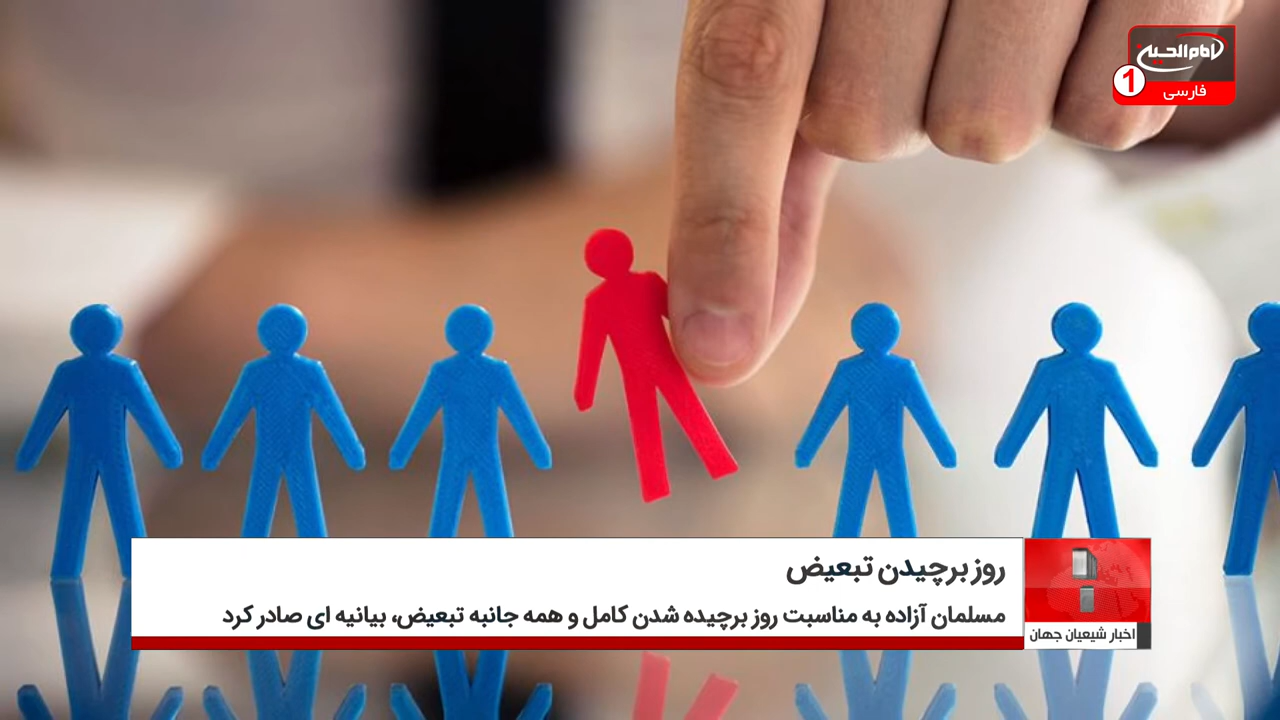 امام الحسین
1
فارسی
روز برچیدن تبعیض
مسلمان آزاده به مناسبت روز برچیده شدن کامل و همه جانبه تبعیض، بیانیه ای صادر کرد
اخبار شیعیان جهان